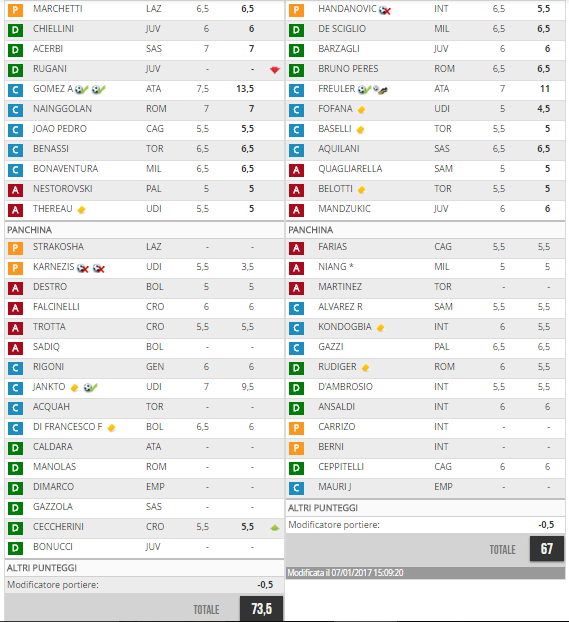 P MARCHETTI LAZ 6,5 6,5
D CHIELLINI JUV 6 6
D ACERBI SAS 7 7
D RUGANI JUV - -
C GOMEZ A ATA 7,5 13,5
C NAINGGOLAN ROM 7 7
C JOAO PEDRO CAG 5,5 5,5
C BENASSI TOR 6,5 6,5
C BONAVENTURA MIL 6,5 6,5
A NESTOROVSKI PAL 5 5
A THEREAU UDI 5,5 5
PANCHINA
P STRAKOSHA LAZ - -
P KARNEZIS UDI 5,5 3,5
A DESTRO BOL 5 5
A FALCINELLI CRO 6 6
A TROTTA CRO 5,5 5,5
A SADIQ BOL - -
C RIGONI GEN 6 6
C JANKTO UDI 7 9,5
C ACQUAH TOR - -
C DI FRANCESCO F BOL 6,5 6
D CALDARA ATA - -
D MANOLAS ROM - -
D DIMARCO EMP - -
D GAZZOLA SAS - -
D CECCHERINI CRO 5,5 5,5
D BONUCCI JUV - -
ALTRI PUNTEGGI
Modificatore portiere: -0,5
TOTALE 73,5
P HANDANOVIC INT 6,5 5,5
D DE SCIGLIO MIL 6,5 6,5
D BARZAGLI JUV 6 6
D BRUNO PERES ROM 6,5 6,5
C FREULER ATA 7 11
C FOFANA UDI 5 4,5
C BASELLI TOR 5,5 5
C AQUILANI SAS 6,5 6,5
A QUAGLIARELLA SAM 5 5
A BELOTTI TOR 5,5 5
A MANDZUKIC JUV 6 6
PANCHINA
A FARIAS CAG 5,5 5,5
A NIANG * MIL 5 5
A MARTINEZ TOR - -
C ALVAREZ R SAM 5,5 5,5
C KONDOGBIA INT 6 5,5
C GAZZI PAL 6,5 6,5
D RUDIGER ROM 6 5,5
D D'AMBROSIO INT 5,5 5,5
D ANSALDI INT 6 6
P CARRIZO INT - -
P BERNI INT - -
D CEPPITELLI CAG 6 6
C MAURI J EMP - -
ALTRI PUNTEGGI
Modificatore portiere: -0,5
TOTALE 67
Modificata il 07/01/2017 15:09:20